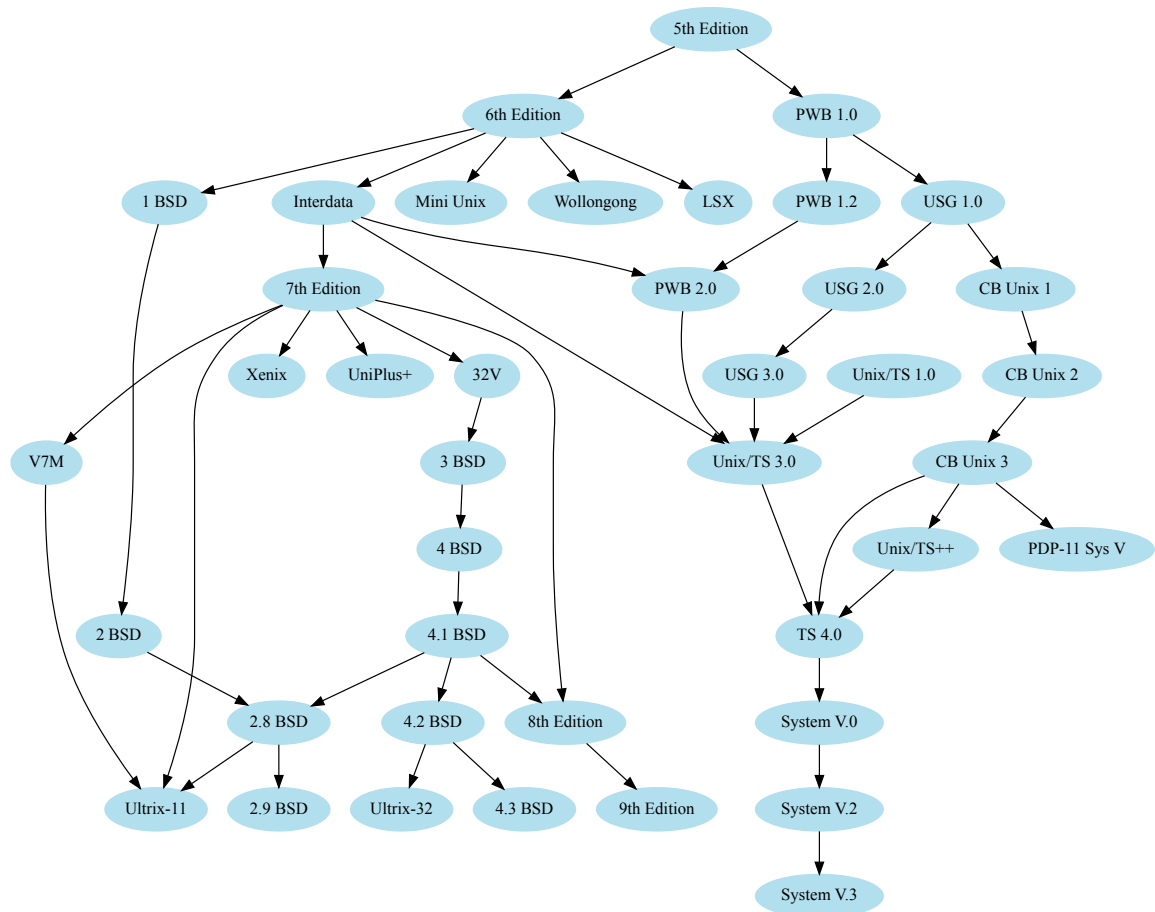 5th Edition
6th Edition
PWB 1.0
1 BSD
Interdata
Mini Unix
Wollongong
LSX
PWB 1.2
USG 1.0
7th Edition
PWB 2.0
USG 2.0
CB Unix 1
Xenix
UniPlus+
32V
USG 3.0
Unix/TS 1.0
CB Unix 2
V7M
3 BSD
Unix/TS 3.0
CB Unix 3
4 BSD
Unix/TS++
PDP-11 Sys V
2 BSD
4.1 BSD
TS 4.0
2.8 BSD
4.2 BSD
8th Edition
System V.0
Ultrix-11
2.9 BSD
Ultrix-32
4.3 BSD
9th Edition
System V.2
System V.3